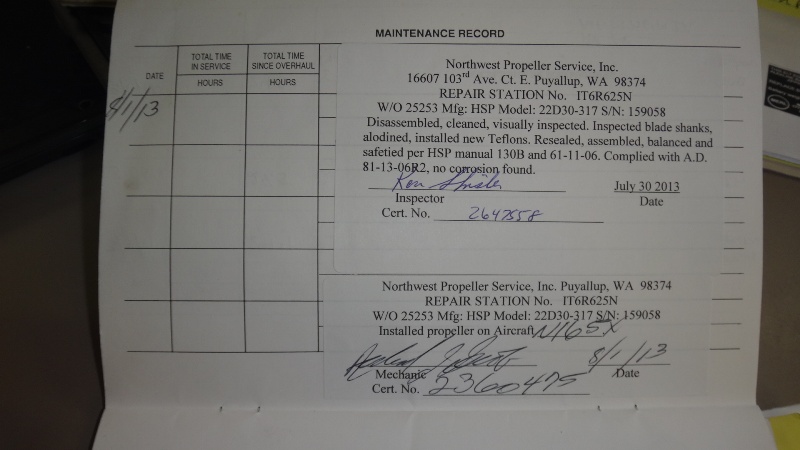 MAINTENANCE RECORD
DATE
TOTAL TIME
IN SERVICE
HOURS
TOTAL TIME
SINCE OVERHAUL
HOURS
8/1/13
Northwest Propeller Service, Inc.
16607 103rd Ave. Ct. E. Puyallup, WA 98374
REPAIR STATION No. IT6R625N
W/O 25253 Mfg: HSP Model: 22D30-317 S/N: 159058
Disassembled, cleaned, visually inspected. Inspected blade shanks,
alodined, installed new Teflons. Resealed, assembled, balanced and
safetied per HSP manual 130B and 61-11-06. Complied with A.D.
81-13-06R2, no corrosion found.
Ken
July 30 2013
Inspector
Date
Cert. No. 2647558
Northwest Propeller Service, Inc. Puyallup, WA 98374
REPAIR STATION No. IT6R625N
W/O 25253 Mfg: HSP Model: 22D30-317 S/N: 159058
Installed propeller on Aircraft N165X
8/1/13
Mechanic
Date
Cert. No. 2360475